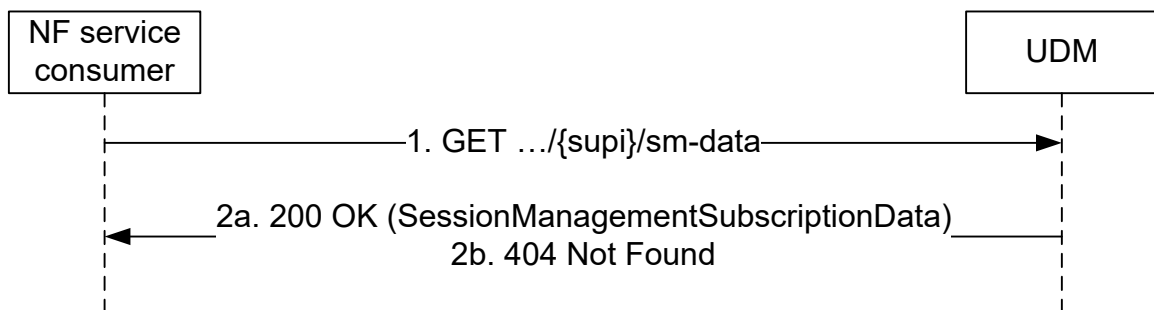 NF service
consumer
UDM
1. GET …/{supi}/sm-data
2a. 200 OK (SessionManagementSubscriptionData)
2b. 404 Not Found